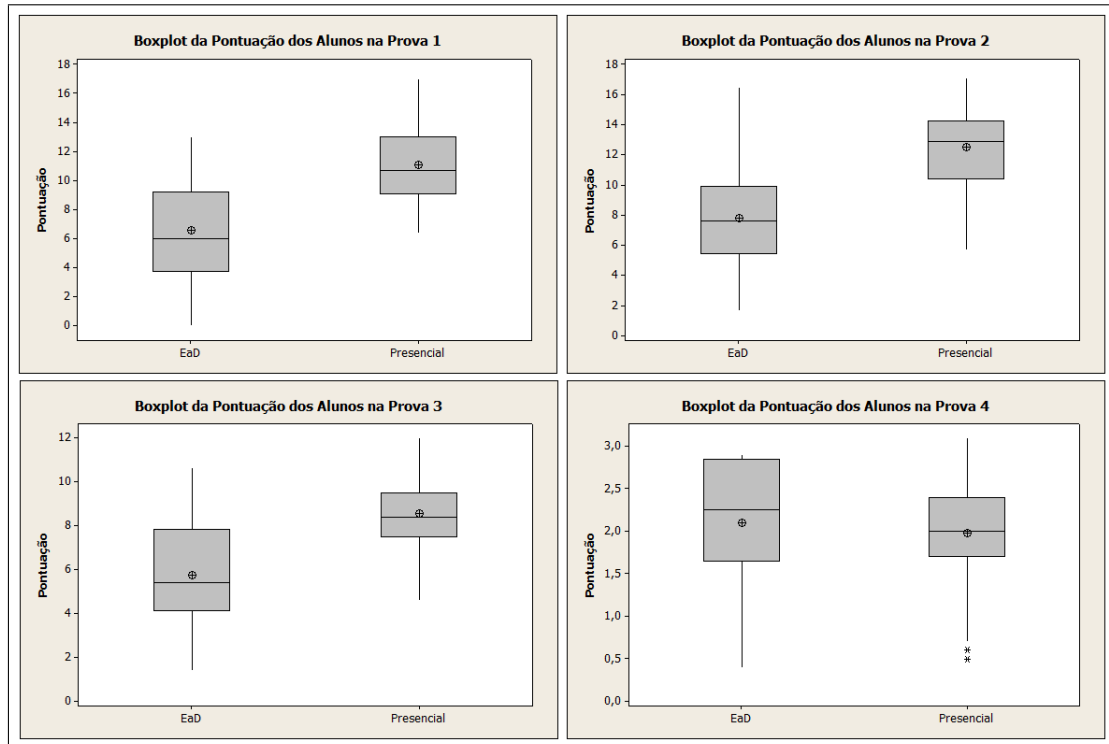 Boxplot da Pontuação dos Alunos na Prova 1
18
16
14
12
10
8
6
4
2
0
Pontuação
EaD Presencial
Boxplot da Pontuação dos Alunos na Prova 2
18
16
14
12
10
8
6
4
2
0
Pontuação
EaD Presencial
Boxplot da Pontuação dos Alunos na Prova 3
12
10
8
6
4
2
0
Pontuação
EaD Presencial
Boxplot da Pontuação dos Alunos na Prova 4
3,0
2,5
2,0
1,5
1,0
0,5
0,0
Pontuação
EaD Presencial